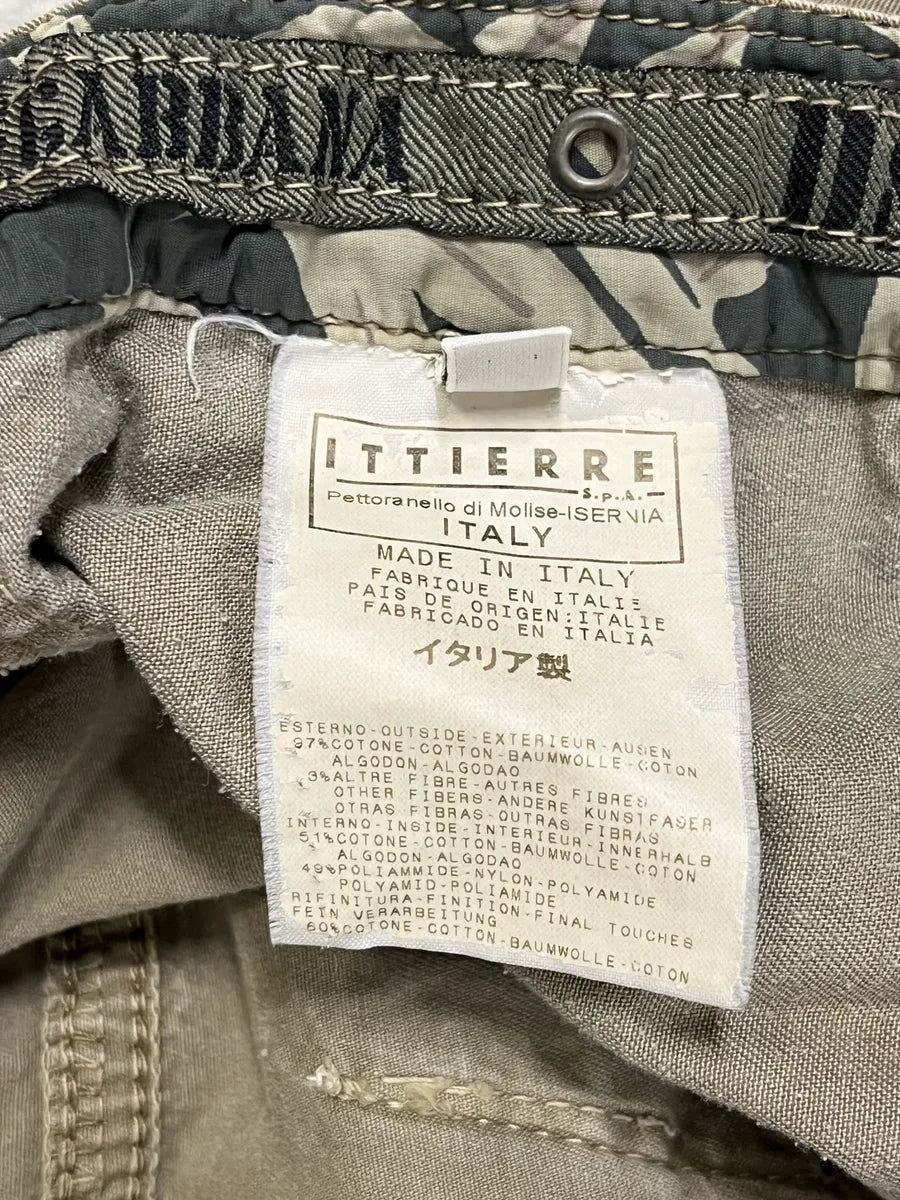 GABBANA
ITTIERRE
S.p.A.
Pettoranello di Molise-ISERNIA
ITALY
MADE IN ITALY
FABRIQUE EN ITALIE
PAIS DE ORIGEN:ITALIE
FABRICADO EN ITALIA
イタリア製
ESTERNO-OUTSIDE-EXTERIEUR-AUSEN
97%COTONE-COTTON-BAUMWOLLE-COTON
ALGODON-ALGODAO
3%ALTRE FIBRE-AUTRES FIBRES
OTHER FIBERS-ANDERE KUNSTFASER
OTRAS FIBRAS-OUTRAS FIBRAS
INTERNO-INSIDE-INTERIEUR-INNERHALB
51%COTONE-COTTON-BAUMWOLLE-COTON
ALGODON-ALGODAO
49%POLIAMMIDE-NYLON-POLYAMIDE
POLYAMID-POLIAMIDE
RIFINITURA-FINITION-FINAL TOUCHES
FEIN VERARBEITUNG
60%COTONE-COTTON-BAUMWOLLE-COTON